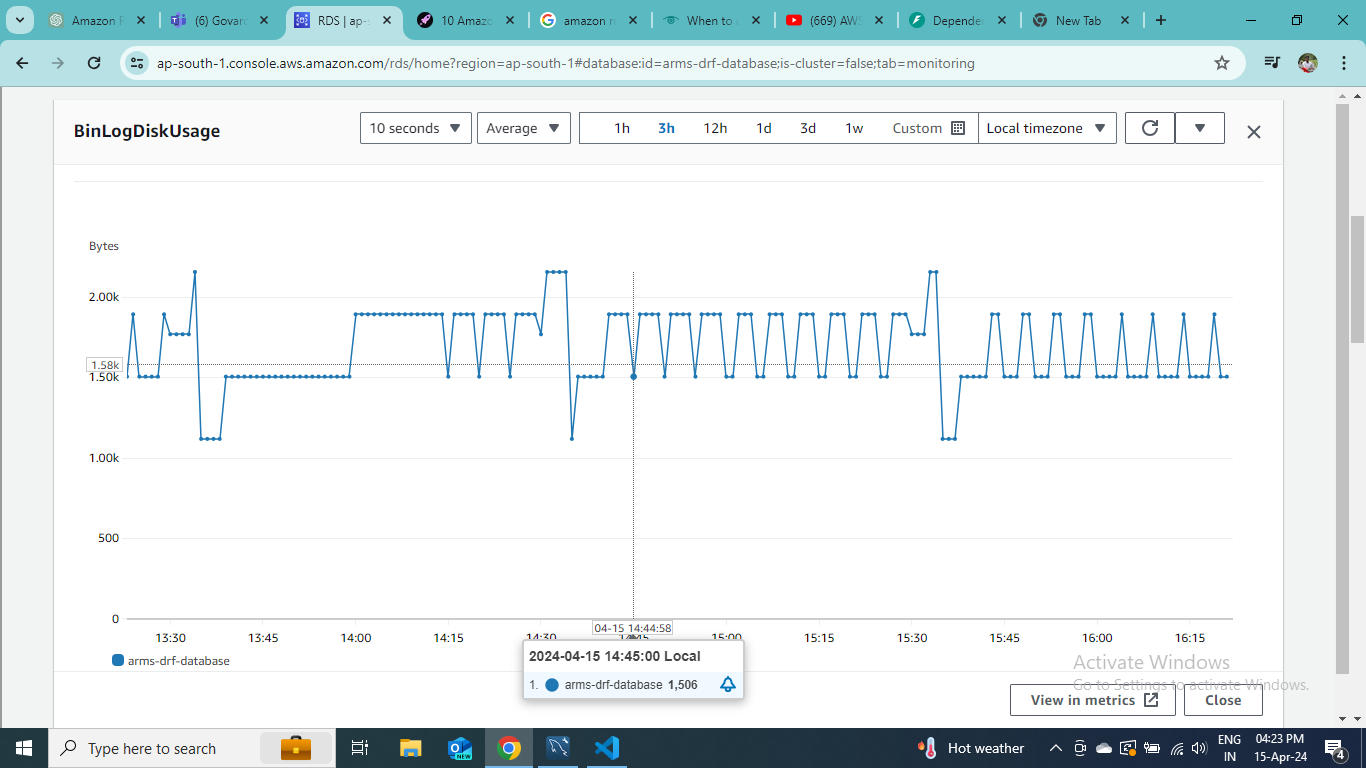 Amazon R
(6) Govard
RDS | ap-s
10 Amazo
amazon r
When to u
(669) AWS
Depende
New Tab
ap-south-1.console.aws.amazon.com/rds/home?region=ap-south-1#database:id=arms-drf-database;is-cluster=false;tab=monitoring
BinLogDiskUsage
10 seconds
Average
1h 3h 12h 1d 3d 1w Custom
Local timezone
Bytes
2.00k
1.58k
1.50k
1.00k
500
0
13:30 13:45 14:00 14:15 14:30 14:45 15:00 15:15 15:30 15:45 16:00 16:15
04-15 14:44:58
arms-drf-database
2024-04-15 14:45:00 Local
1. arms-drf-database 1,506
Activate Windows
Go to Settings to activate Windows.
View in metrics
Close
Type here to search
NEW
Hot weather
ENG
IN
04:23 PM
15-Apr-24
4